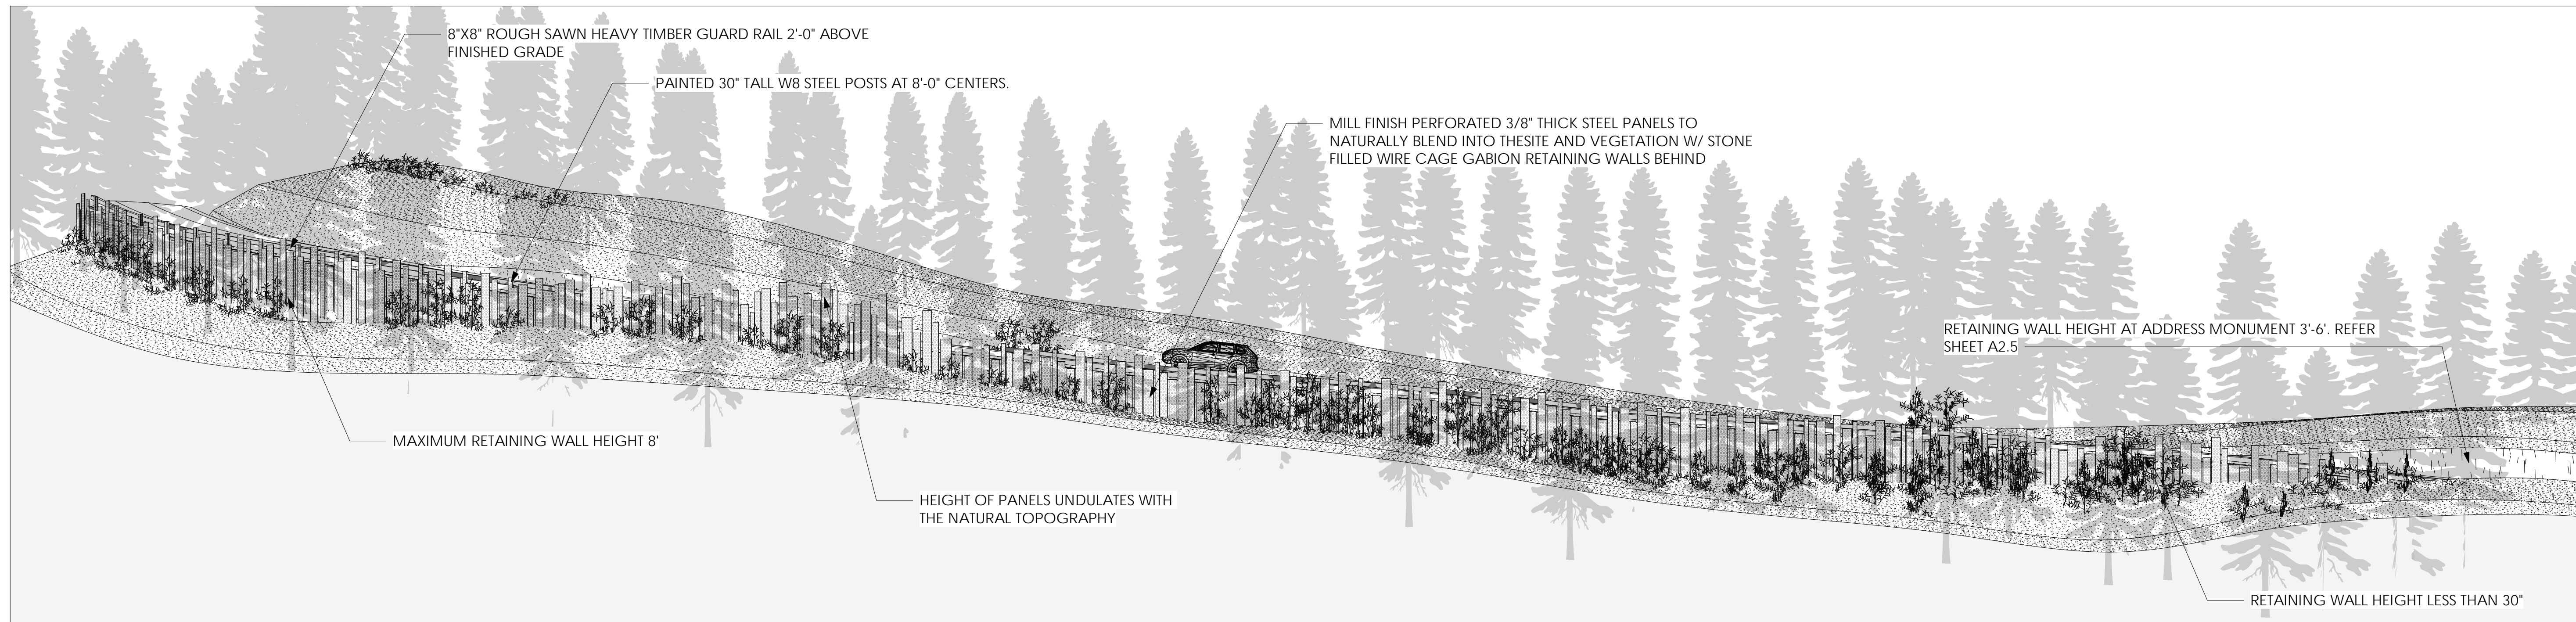 8"X8" ROUGH SAWN HEAVY TIMBER GUARD RAIL 2'-0" ABOVE
FINISHED GRADE
PAINTED 30" TALL W8 STEEL POSTS AT 8'-0" CENTERS.
MILL FINISH PERFORATED 3/8" THICK STEEL PANELS TO
NATURALLY BLEND INTO THESITE AND VEGETATION W/ STONE
FILLED WIRE CAGE GABION RETAINING WALLS BEHIND
RETAINING WALL HEIGHT AT ADDRESS MONUMENT 3'-6'. REFER
SHEET A2.5
MAXIMUM RETAINING WALL HEIGHT 8'
HEIGHT OF PANELS UNDULATES WITH
THE NATURAL TOPOGRAPHY
RETAINING WALL HEIGHT LESS THAN 30"